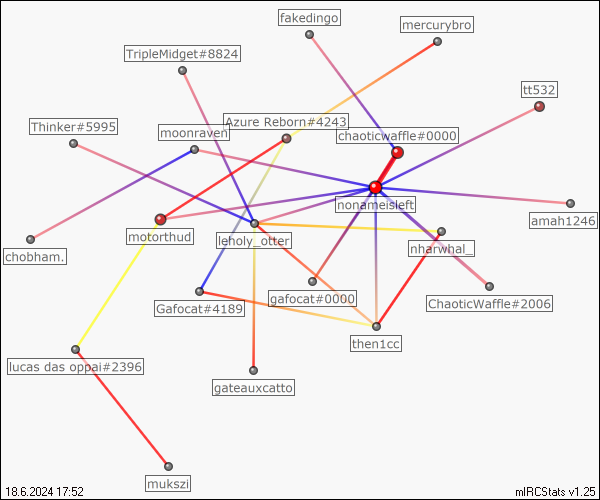 fakedingo
mercurybro
TripleMidget#8824
tt532
Azure Reborn#4243
Thinker#5995
moonraven
chaoticwaffle#0000
nonameisleft
amah1246
motorthud
leholy_otter
nharwhal_
chobham.
gafocat#0000
ChaoticWaffle#2006
Gafocat#4189
then1cc
lucas das oppai#2396
gateauxcatto
mukszi
18.6.2024 17:52
mIRCStats v1.25